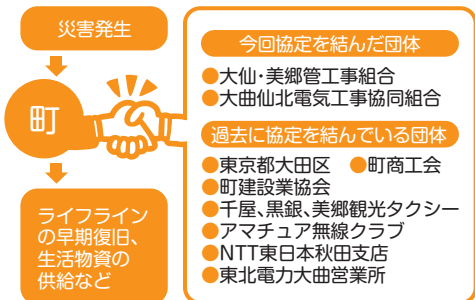 災害発生
町
ライフライン
の早期復旧、
生活物資の
供給など
今回協定を結んだ団体
●大仙・美郷管工事組合
●大曲仙北電気工事協同組合
過去に協定を結んでいる団体
●東京都大田区 ●町商工会
●町建設業協会
●千屋、黒銀、美郷観光タクシー
●アマチュア無線クラブ
●NTT東日本秋田支店
●東北電力大曲営業所